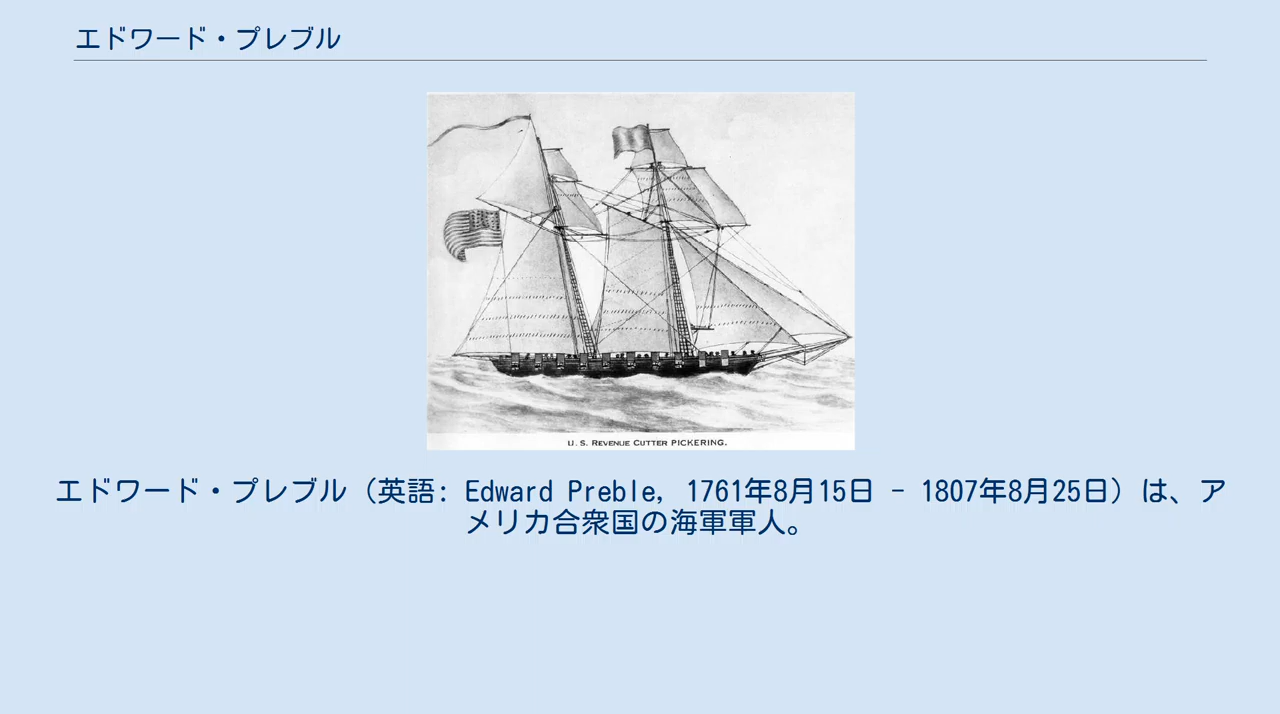 エドワード・プレブル
U. S. REVENUE CUTTER PICKERING.
エドワード・プレブル（英語: Edward Preble, 1761年8月15日 - 1807年8月25日）は、ア
メリカ合衆国の海軍軍人。